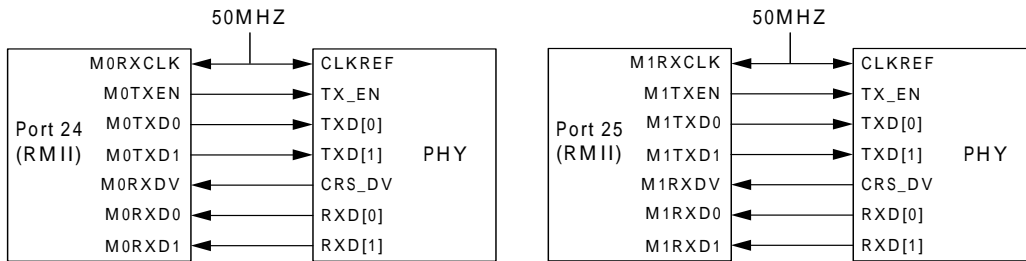 50MHZ
M0RXCLK CLKREF
M0TXEN TX_EN
M0TXD0 TXD[0]
Port 24
(RMII)
M0TXD1 TXD[1]
PHY
M0RXDV CRS_DV
M0RXD0 RXD[0]
M0RXD1 RXD[1]
50MHZ
M1RXCLK CLKREF
M1TXEN TX_EN
M1TXD0 TXD[0]
Port 25
(RMII)
M1TXD1 TXD[1]
PHY
M1RXDV CRS_DV
M1RXD0 RXD[0]
M1RXD1 RXD[1]